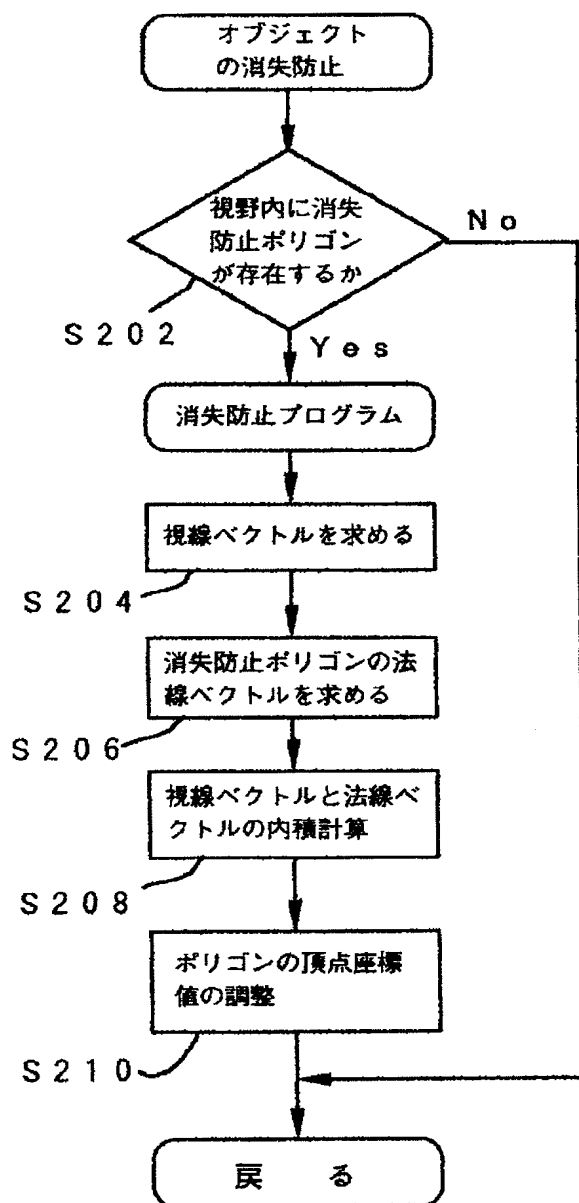 オブジェクト
の消失防止
視野内に消失
防止ポリゴン
が存在するか
No
S202
Yes
消失防止プログラム
視線ベクトルを求める
S204
消失防止ポリゴンの法
線ベクトルを求める
S206
視線ベクトルと法線ベ
クトルの内積計算
S208
ポリゴンの頂点座標
値の調整
S210
戻る